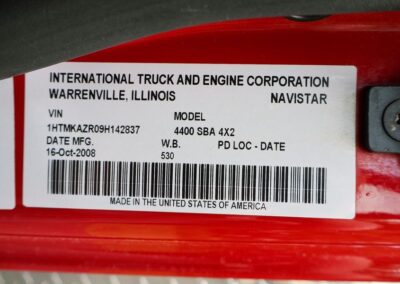 INTERNATIONAL TRUCK AND ENGINE CORPORATION
WARRENVILLE, ILLINOIS NAVISTAR
VIN MODEL
1HTMKAZR09H142837 4400 SBA 4X2
DATE MFG. W.B. PD LOC - DATE
16-Oct-2008 530
MADE IN THE UNITED STATES OF AMERICA